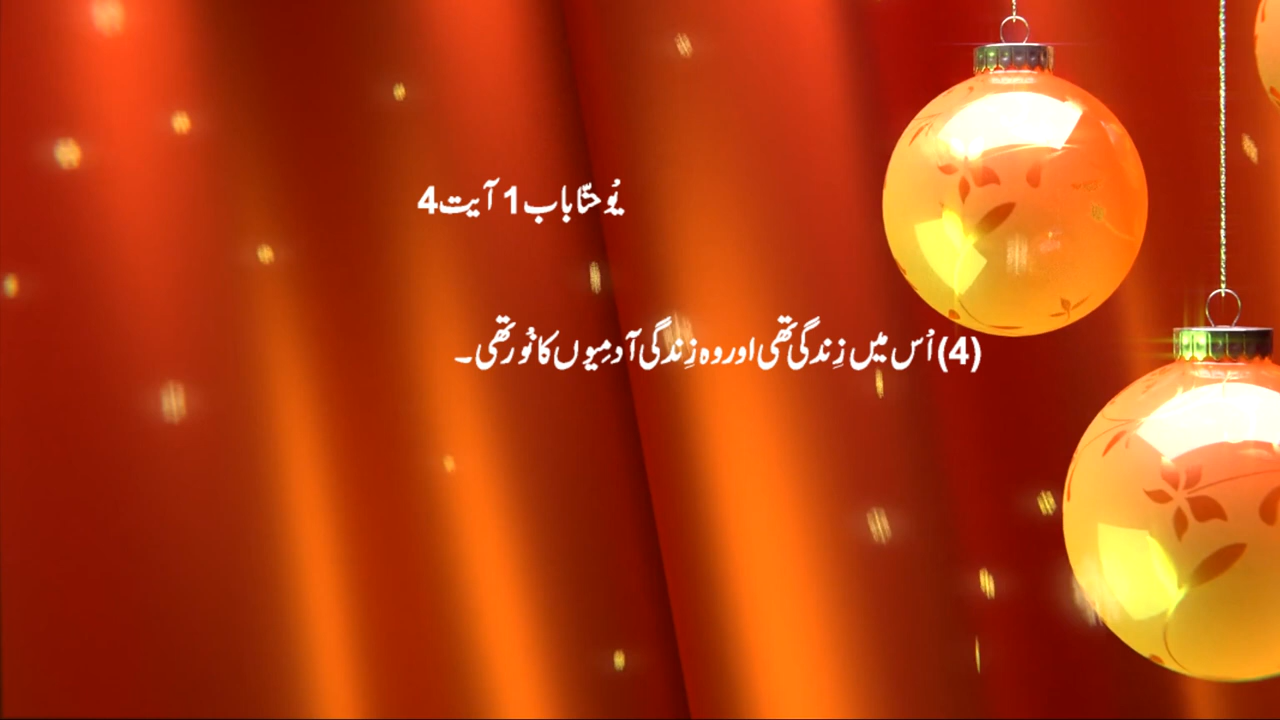 یُوحنّا باب 1 آیت 4
(4) اُس میں زِندگی تھی اور وہ زِندگی آدمِیوں کا نُور تھی۔